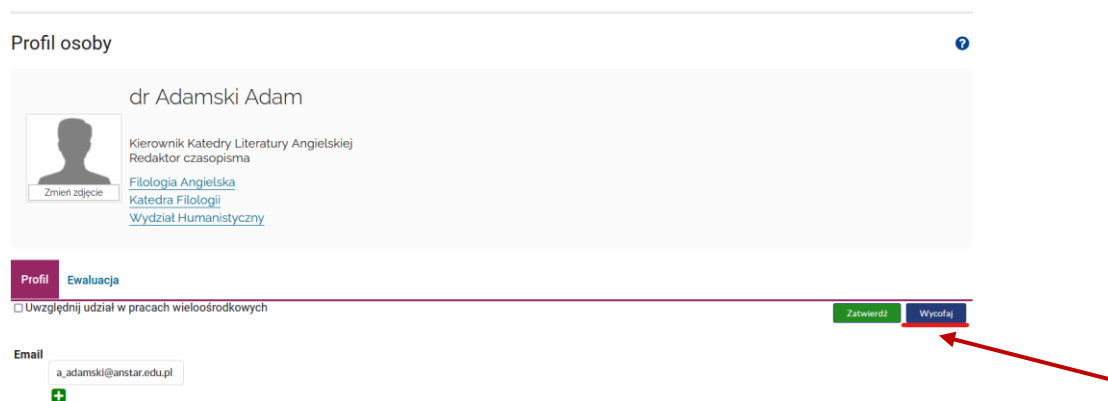 Profil osoby
dr Adamski Adam
Kierownik Katedry Literatury Angielskiej
Redaktor czasopisma
Filologia Angielska
Katedra Filologii
Wydział Humanistyczny
Zmień zdjęcie
Profil Ewaluacja
Uwzględnij udział w pracach wieloośrodkowych
Zatwierdź Wycofaj
Email
a_adamski@anstar.edu.pl